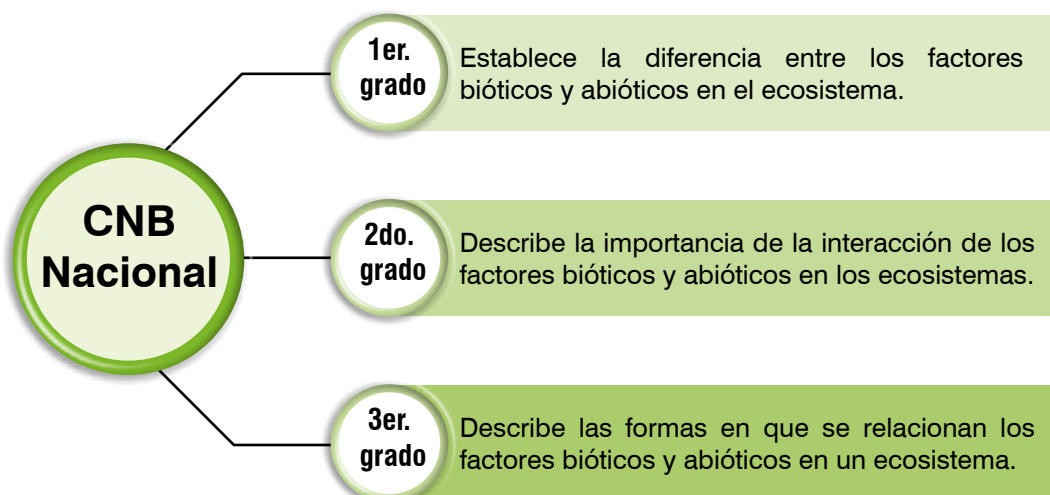 CNB
Nacional
1er.
grado
Establece la diferencia entre los factores
bióticos y abióticos en el ecosistema.
2do.
grado
Describe la importancia de la interacción de los
factores bióticos y abióticos en los ecosistemas.
3er.
grado
Describe las formas en que se relacionan los
factores bióticos y abióticos en un ecosistema.